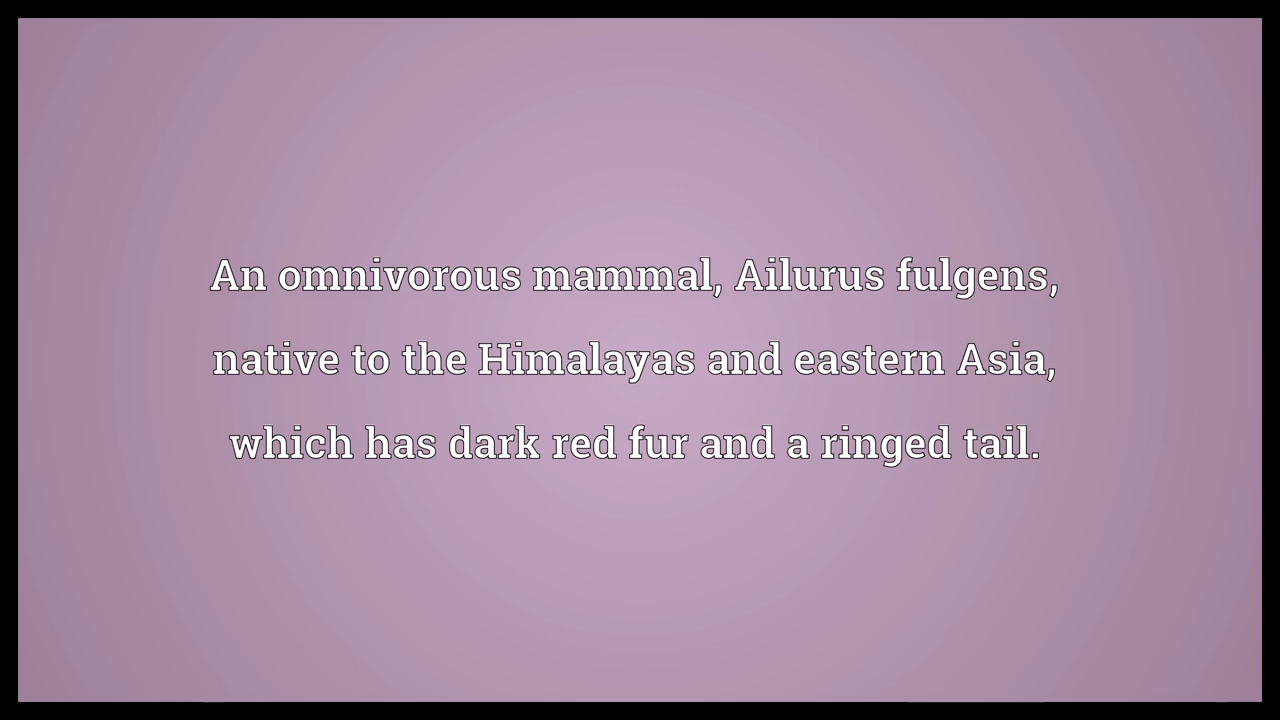 An omnivorous mammal, Ailurus fulgens,
native to the Himalayas and eastern Asia,
which has dark red fur and a ringed tail.